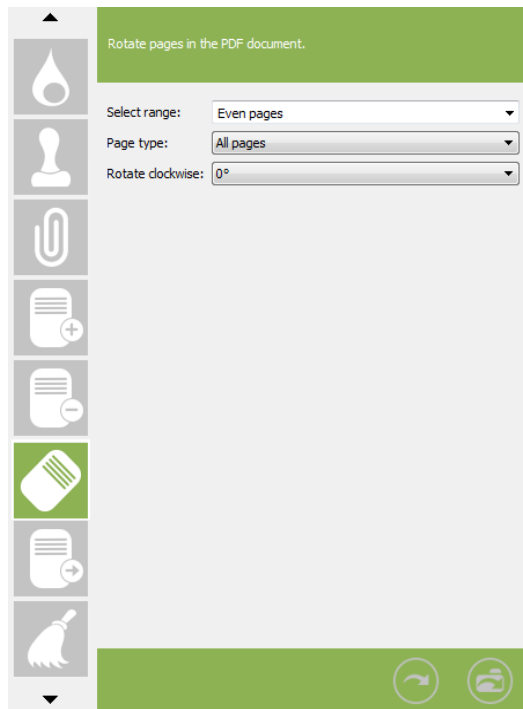 Rotate pages in the PDF document.
Select range: Even pages
Page type: All pages
Rotate clockwise: 0°